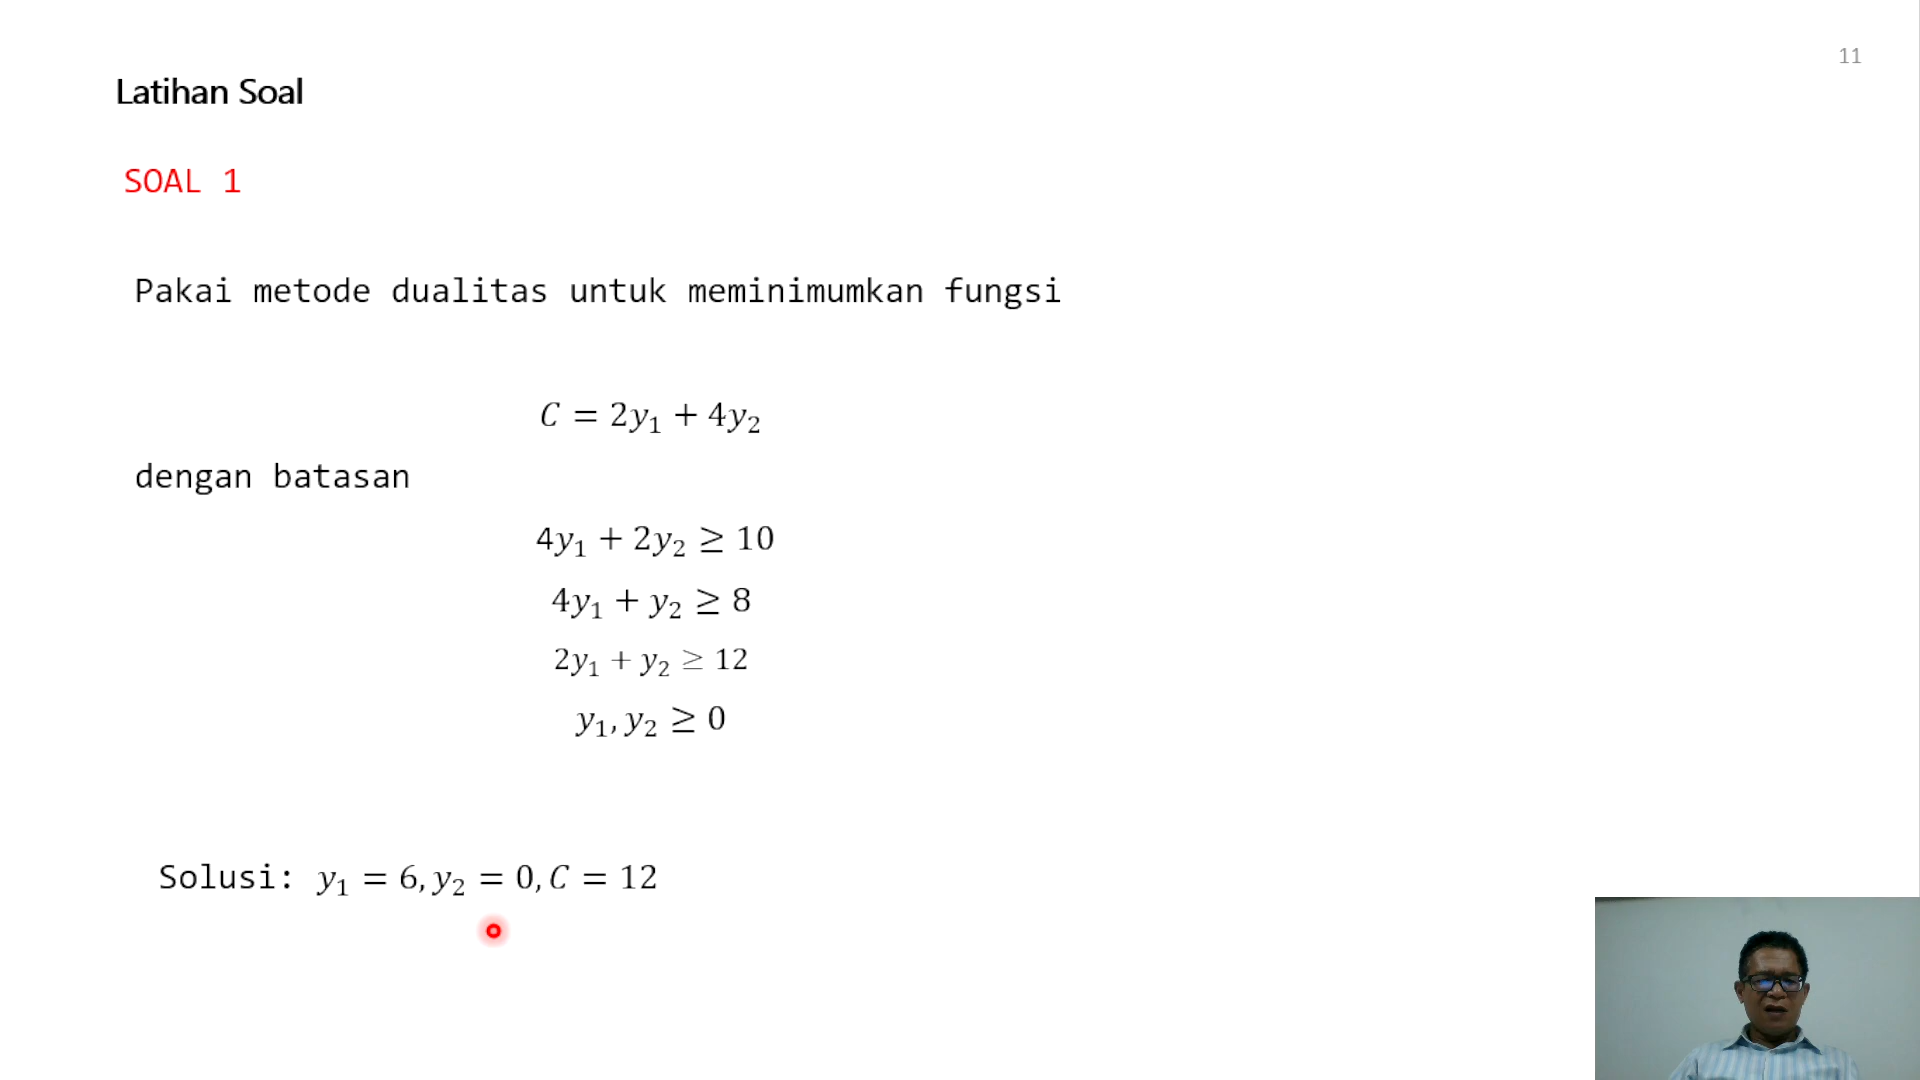 11
Latihan Soal
SOAL 1
Pakai metode dualitas untuk meminimumkan fungsi
C = 2y₁ + 4y₂
dengan batasan
4y₁ + 2y₂ ≥ 10
4y₁ + y₂ ≥ 8
2y₁ + y₂ ≥ 12
y₁, y₂ ≥ 0
Solusi: y₁ = 6, y₂ = 0, C = 12